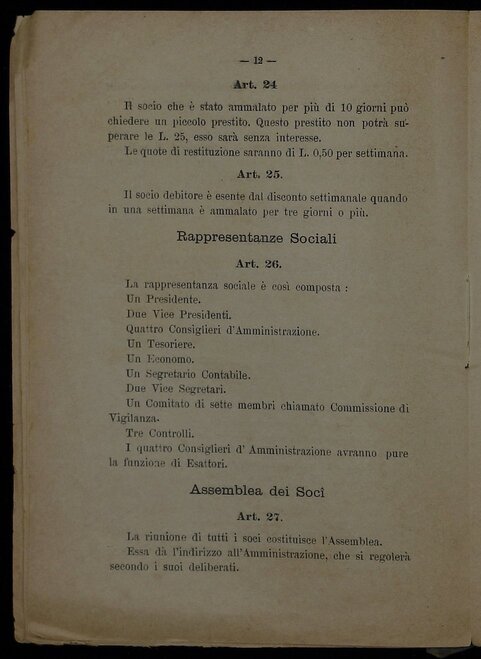 — 12 —
Art. 24
Il socio che è stato ammalato per più di 10 giorni può
chiedere un piccolo prestito. Questo prestito non potrà su-
perare le L. 25, esso sarà senza interesse.
Le quote di restituzione saranno di L. 0,50 per settimana.
Art. 25.
Il socio debitore è esente dal disconto settimanale quando
in una settimana è ammalato per tre giorni o più.
Rappresentanze Sociali
Art. 26.
La rappresentanza sociale è così composta :
Un Presidente.
Due Vice Presidenti.
Quattro Consiglieri d'Amministrazione.
Un Tesoriere.
Un Economo.
Un Segretario Contabile.
Due Vice Segretari.
Un Comitato di sette membri chiamato Commissione di
Vigilanza.
Tre Controlli.
I quattro Consiglieri d' Amministrazione avranno pure
la funzione di Esattori.
Assemblea dei Socî
Art. 27.
La riunione di tutti i soci costituisce l'Assemblea.
Essa dà l'indirizzo all'Amministrazione, che si regolerà
secondo i suoi deliberati.